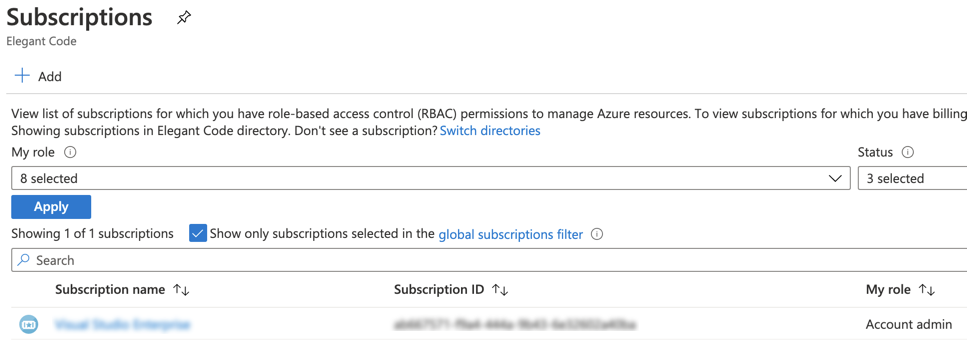 Subscriptions
Elegant Code
Add
View list of subscriptions for which you have role-based access control (RBAC) permissions to manage Azure resources. To view subscriptions for which you have billing
Showing subscriptions in Elegant Code directory. Don't see a subscription? Switch directories
My role
Status
8 selected
3 selected
Apply
Showing 1 of 1 subscriptions Show only subscriptions selected in the global subscriptions filter
Search
Subscription name Subscription ID My role
Account admin